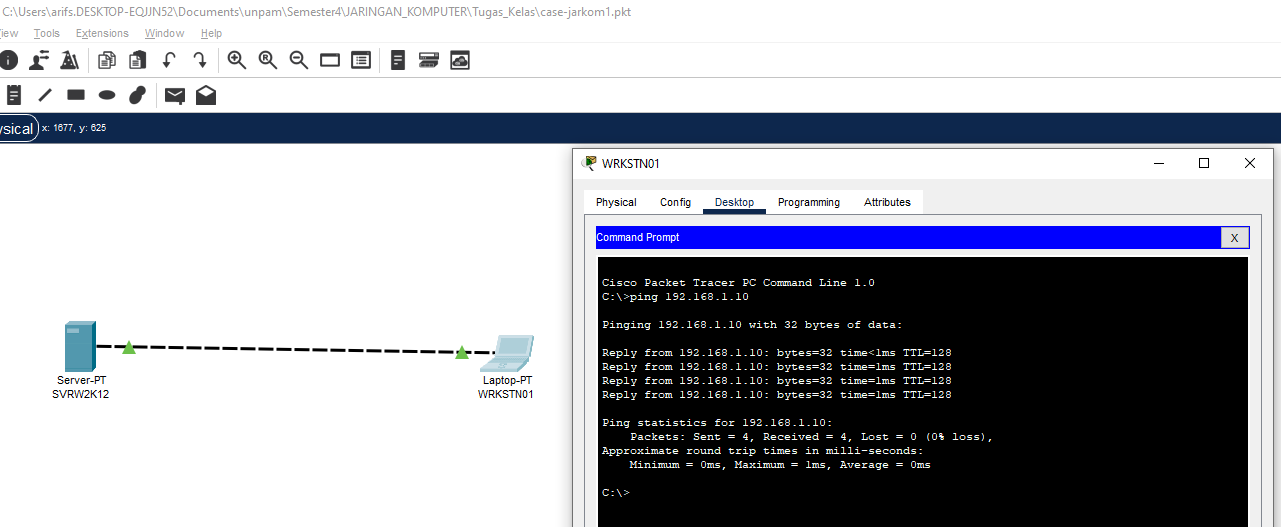 C:\Users\arifs.DESKTOP-EQJJN52\Documents\unpam\Semester4\JARINGAN_KOMPUTER\Tugas_Kelas\case-jarkom1.pkt
iew Tools Extensions Window Help
ysical x: 1677, y: 625
WRKSTN01
Physical Config Desktop Programming Attributes
Command Prompt X
Cisco Packet Tracer PC Command Line 1.0
C:\>ping 192.168.1.10
Pinging 192.168.1.10 with 32 bytes of data:
Reply from 192.168.1.10: bytes=32 time<1ms TTL=128
Reply from 192.168.1.10: bytes=32 time=1ms TTL=128
Reply from 192.168.1.10: bytes=32 time=1ms TTL=128
Reply from 192.168.1.10: bytes=32 time=1ms TTL=128
Ping statistics for 192.168.1.10:
Packets: Sent = 4, Received = 4, Lost = 0 (0% loss),
Approximate round trip times in milli-seconds:
Minimum = 0ms, Maximum = 1ms, Average = 0ms
C:\>
Server-PT
SVRW2K12
Laptop-PT
WRKSTN01